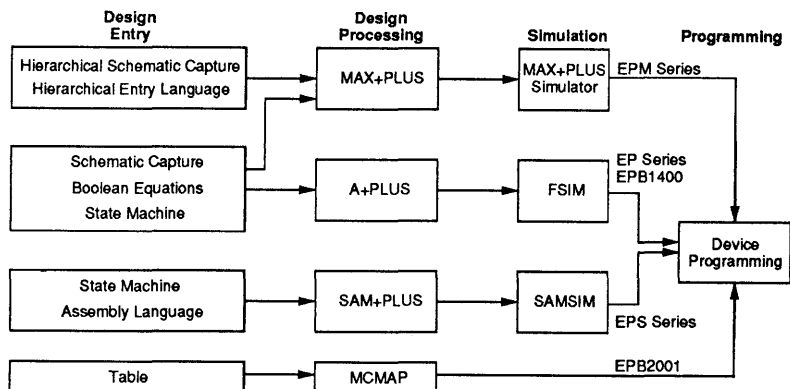 Design
Entry
Design
Processing
Simulation
Programming
Hierarchical Schematic Capture
Hierarchical Entry Language
MAX+PLUS
MAX+PLUS
Simulator
EPM Series
Schematic Capture
Boolean Equations
State Machine
A+PLUS
FSIM
EP Series
EPB1400
Device
Programming
State Machine
Assembly Language
SAM+PLUS
SAMSIM
EPS Series
Table
MCMAP
EPB2001